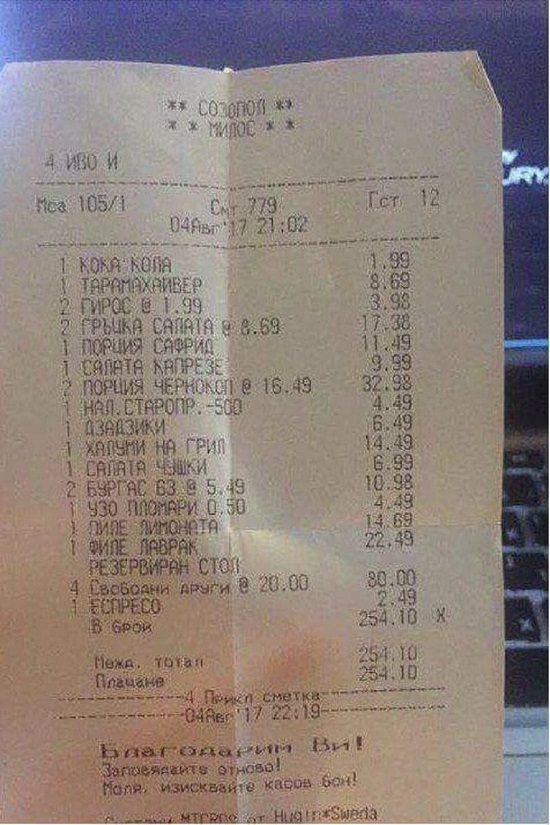 ** СОЗОПОЛ **
* * МИЛОС * *
4 ИВО И
Мса 105/1 Смт 779 Гст 12
04Авг'17 21:02
1 КОКА КОЛА 1.99
1 ТАРАМАХАЙВЕР 8.69
2 ГИРОС @ 1.99 3.98
2 ГРЪЧКА САЛАТА @ 8.69 17.38
1 ПОРЦИЯ САФРИД 11.49
1 САЛАТА КАПРЕЗЕ 9.99
2 ПОРЦИЯ ЧЕРНОКОП @ 16.49 32.98
1 НАЛ.СТАРОПР.-500 4.49
1 ДЗАДЗИКИ 6.49
1 ХАЛУМИ НА ГРИЛ 14.49
1 САЛАТА ЧУШКИ 6.99
2 БУРГАС 63 @ 5.49 10.98
1 УЗО ПЛОМАРИ 0.50 4.49
1 ПИЛЕ ЛИМОНАТА 14.69
1 ФИЛЕ ЛАВРАК 22.49
РЕЗЕРВИРАН СТОЛ
4 Свободни други @ 20.00 80.00
1 ЕСПРЕСО 2.49
В брой 254.10 X
Межд. тотал 254.10
Плащане 254.10
4 Прикл сметка
04Авг'17 22:19
Благодарим Ви!
Заповядайте отново!
Моля, изисквайте касов бон!
MICROS от Hugin*Sweda